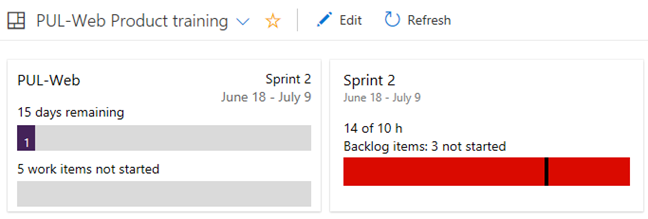 PUL-Web Product training Edit Refresh
PUL-Web Sprint 2
June 18 - July 9
15 days remaining
1
5 work items not started
Sprint 2
June 18 - July 9
14 of 10 h
Backlog items: 3 not started